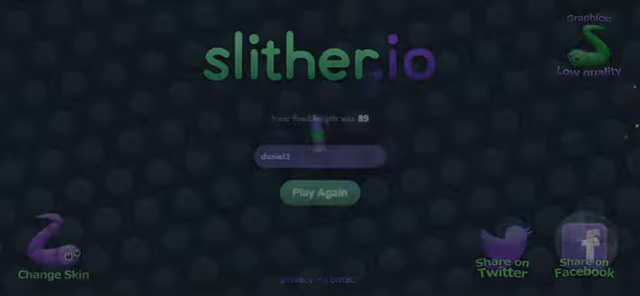 Graphics:
slither.io
Low quality
Your final length was 89
daniel3
Play Again
Change Skin
Share on
Twitter
Share on
Facebook
privacy - contact